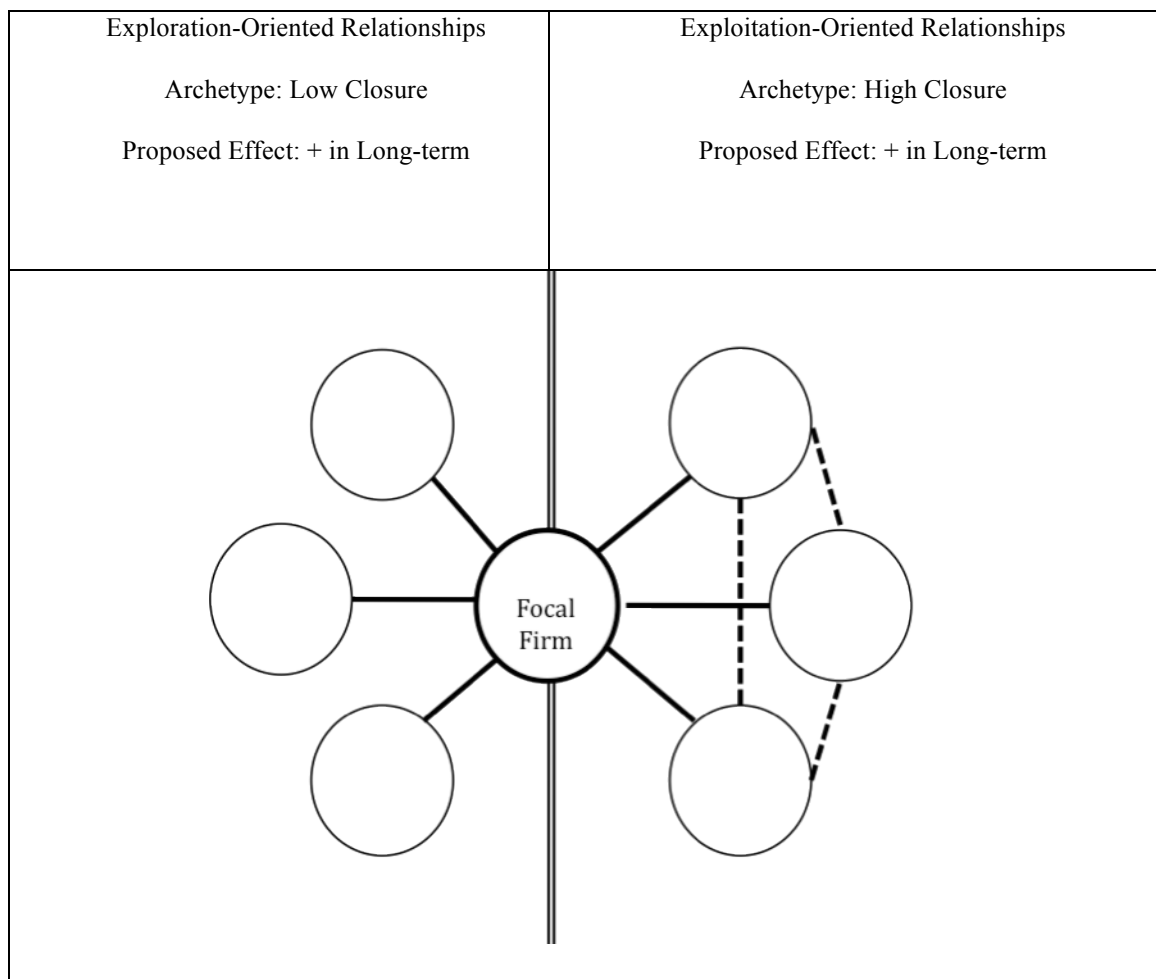 Exploration-Oriented Relationships
Archetype: Low Closure
Proposed Effect: + in Long-term
Exploitation-Oriented Relationships
Archetype: High Closure
Proposed Effect: + in Long-term
Focal
Firm